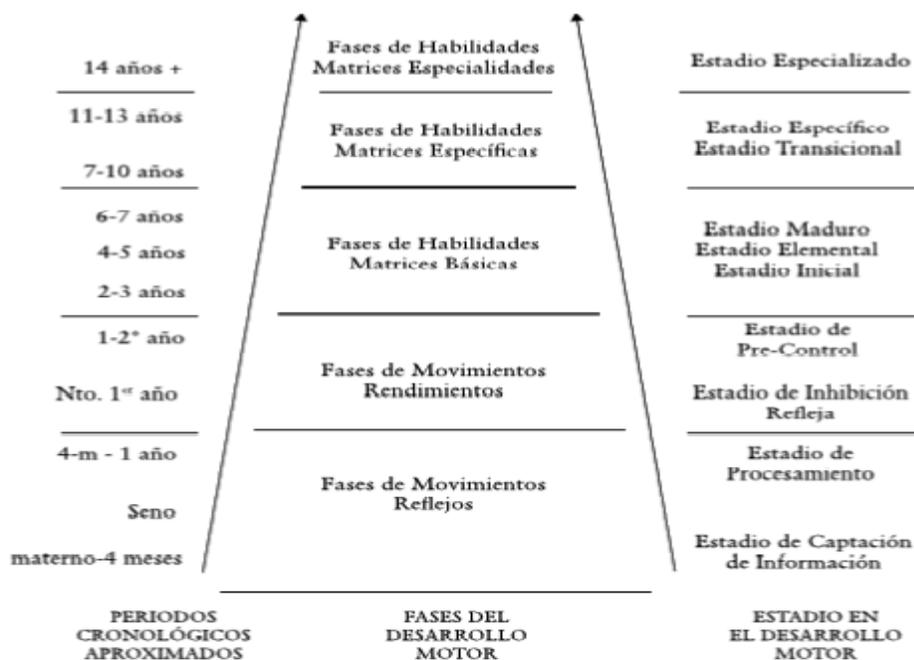 14 años +
Fases de Habilidades
Matrices Especialidades
Estadio Especializado
11-13 años
7-10 años
Fases de Habilidades
Matrices Específicas
Estadio Específico
Estadio Transicional
6-7 años
4-5 años
2-3 años
Fases de Habilidades
Matrices Básicas
Estadio Maduro
Estadio Elemental
Estadio Inicial
1-2° año
Nto. 1er año
Fases de Movimientos
Rendimientos
Estadio de
Pre-Control
Estadio de Inhibición
Refleja
4-m - 1 año
Seno
materno-4 meses
Fases de Movimientos
Reflejos
Estadio de
Procesamiento
Estadio de Captación
de Información
PERIODOS
CRONOLÓGICOS
APROXIMADOS
FASES DEL
DESARROLLO
MOTOR
ESTADIO EN
EL DESARROLLO
MOTOR